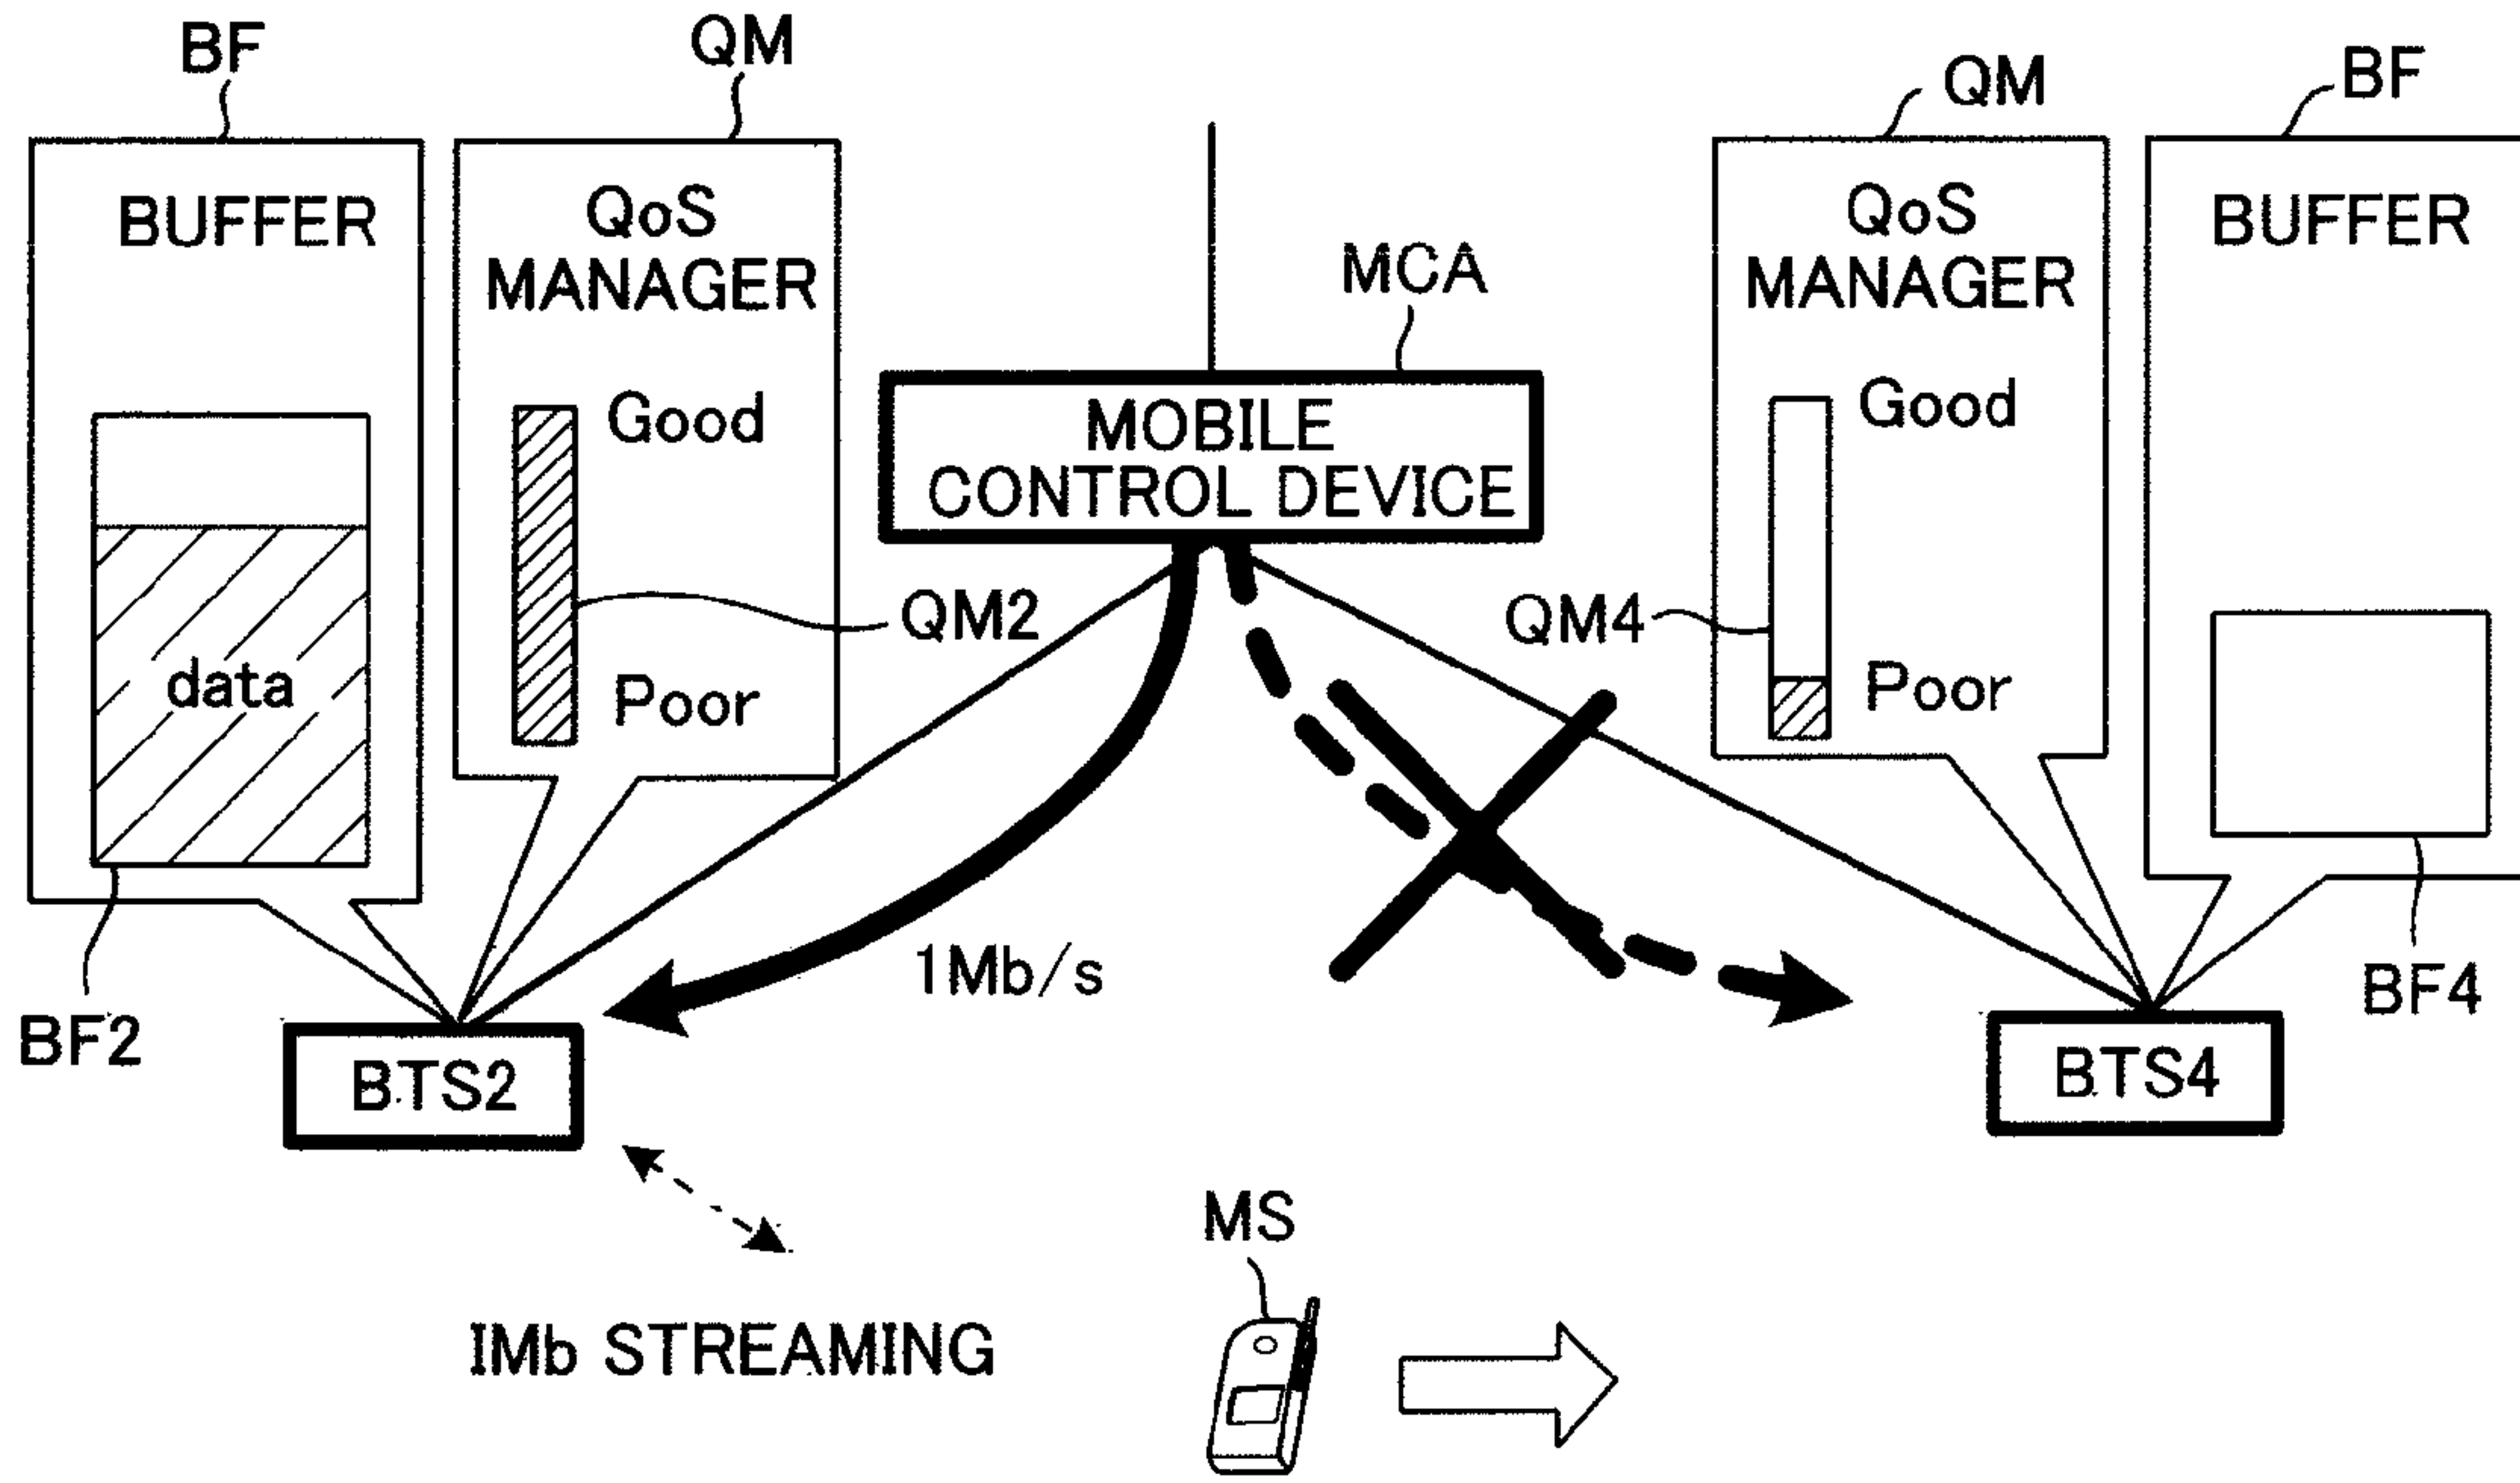 BF
QM
QM
BF
BUFFER
QoS
MANAGER
Good
Poor
data
QM2
BF2
MCA
MOBILE
CONTROL DEVICE
QoS
MANAGER
Good
Poor
QM4
BUFFER
BF4
1Mb/s
BTS2
BTS4
MS
IMb STREAMING